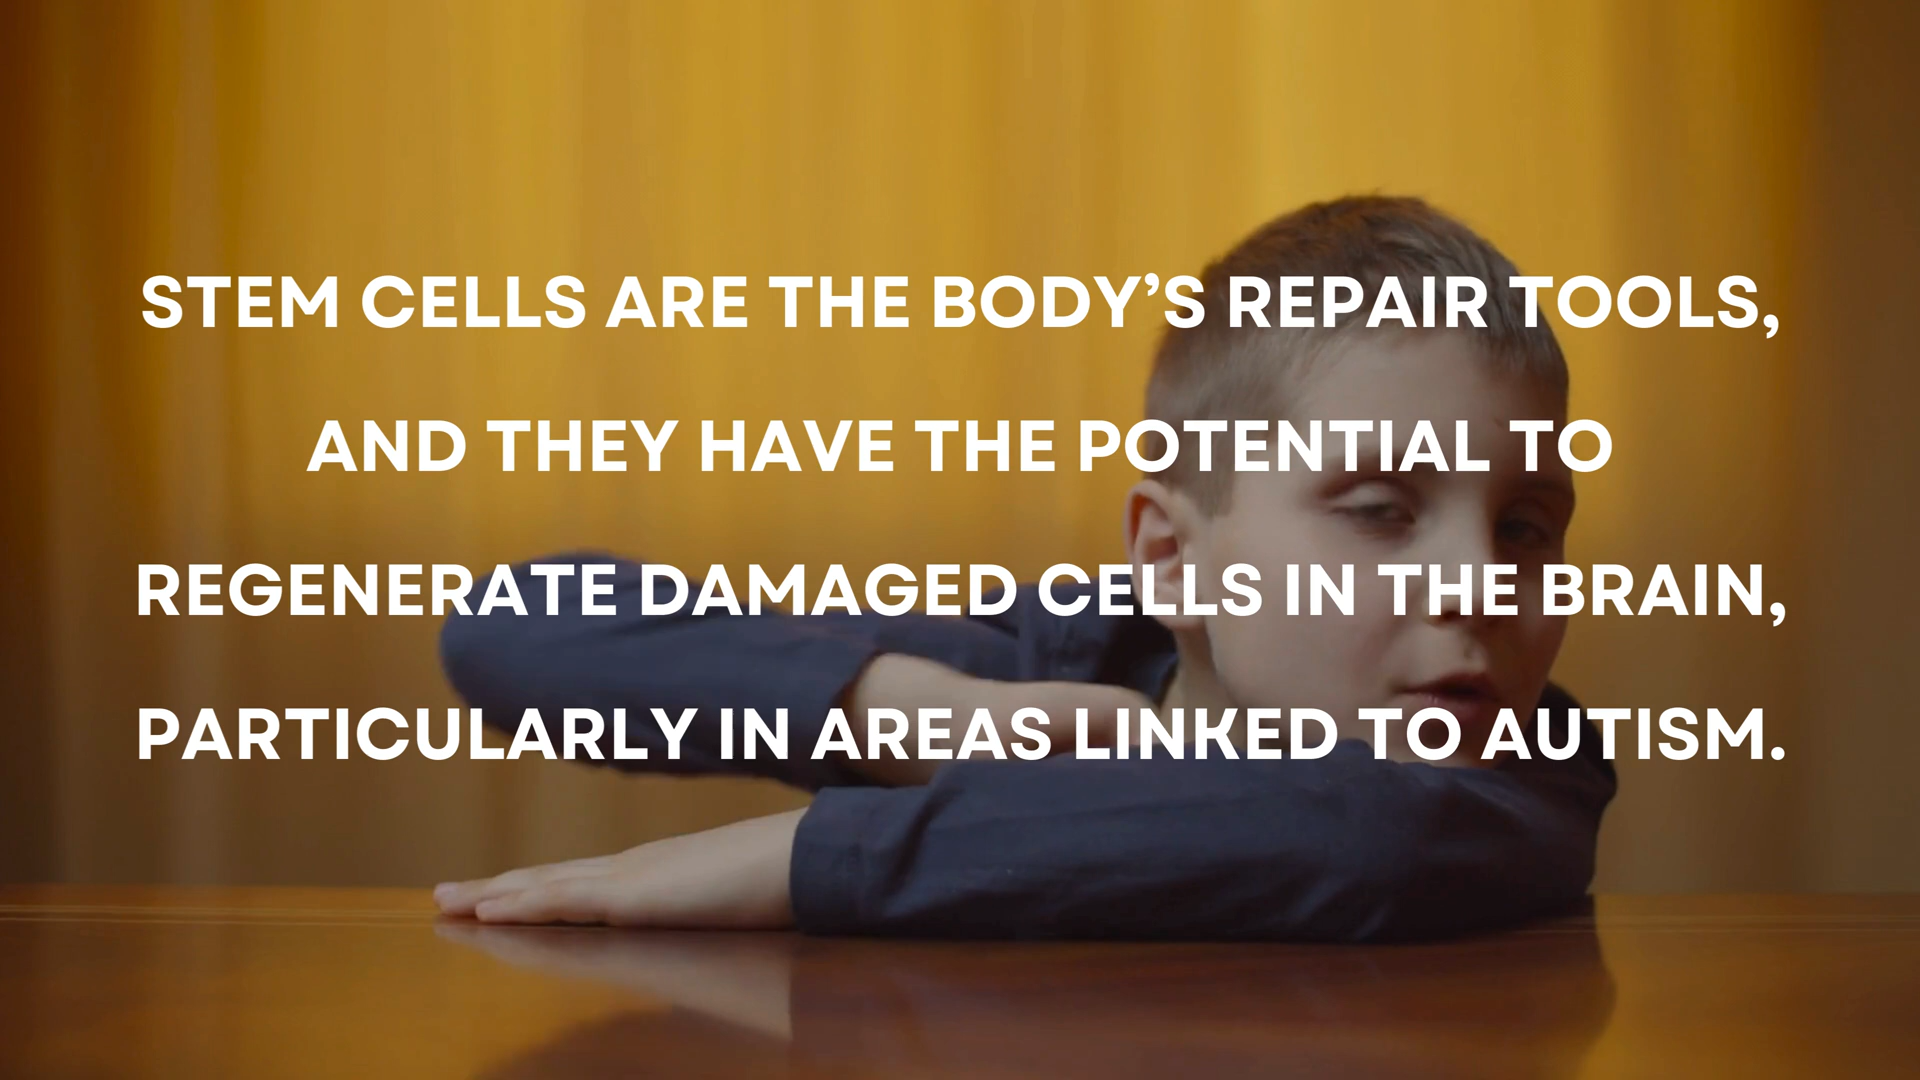 STEM CELLS ARE THE BODY’S REPAIR TOOLS,
AND THEY HAVE THE POTENTIAL TO
REGENERATE DAMAGED CELLS IN THE BRAIN,
PARTICULARLY IN AREAS LINKED TO AUTISM.